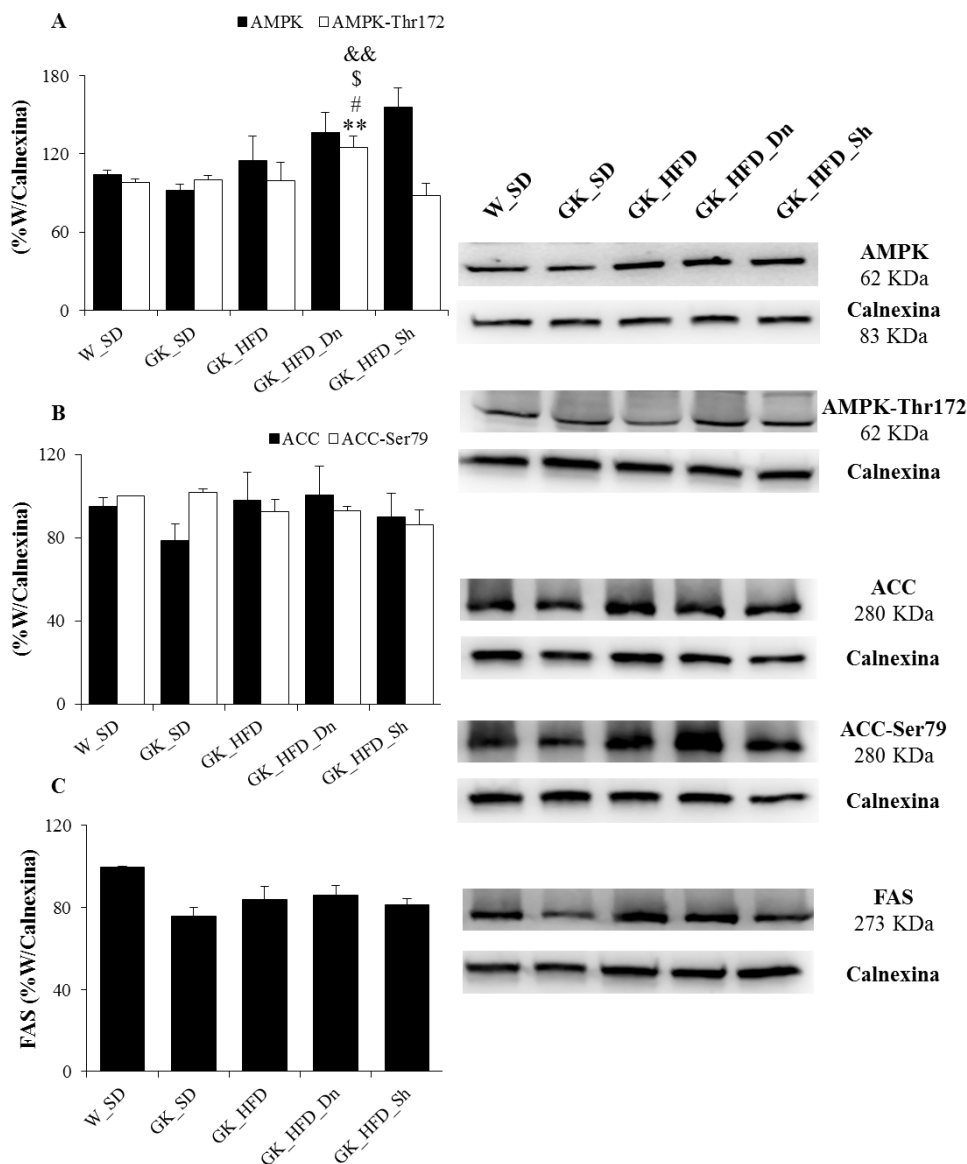 A
AMPK AMPK-Thr172
&&
$
#
**
(%W/Calnexina)
180
120
60
0
W_SD
GK_SD
GK_HFD
GK_HFD_Dn
GK_HFD_Sh
B
ACC ACC-Ser79
(%W/Calnexina)
120
80
40
0
W_SD
GK_SD
GK_HFD
GK_HFD_Dn
GK_HFD_Sh
C
FAS (%W/Calnexina)
120
80
40
0
W_SD
GK_SD
GK_HFD
GK_HFD_Dn
GK_HFD_Sh
W_SD
GK_SD
GK_HFD
GK_HFD_Dn
GK_HFD_Sh
AMPK
62 KDa
Calnexina
83 KDa
AMPK-Thr172
62 KDa
Calnexina
ACC
280 KDa
Calnexina
ACC-Ser79
280 KDa
Calnexina
FAS
273 KDa
Calnexina